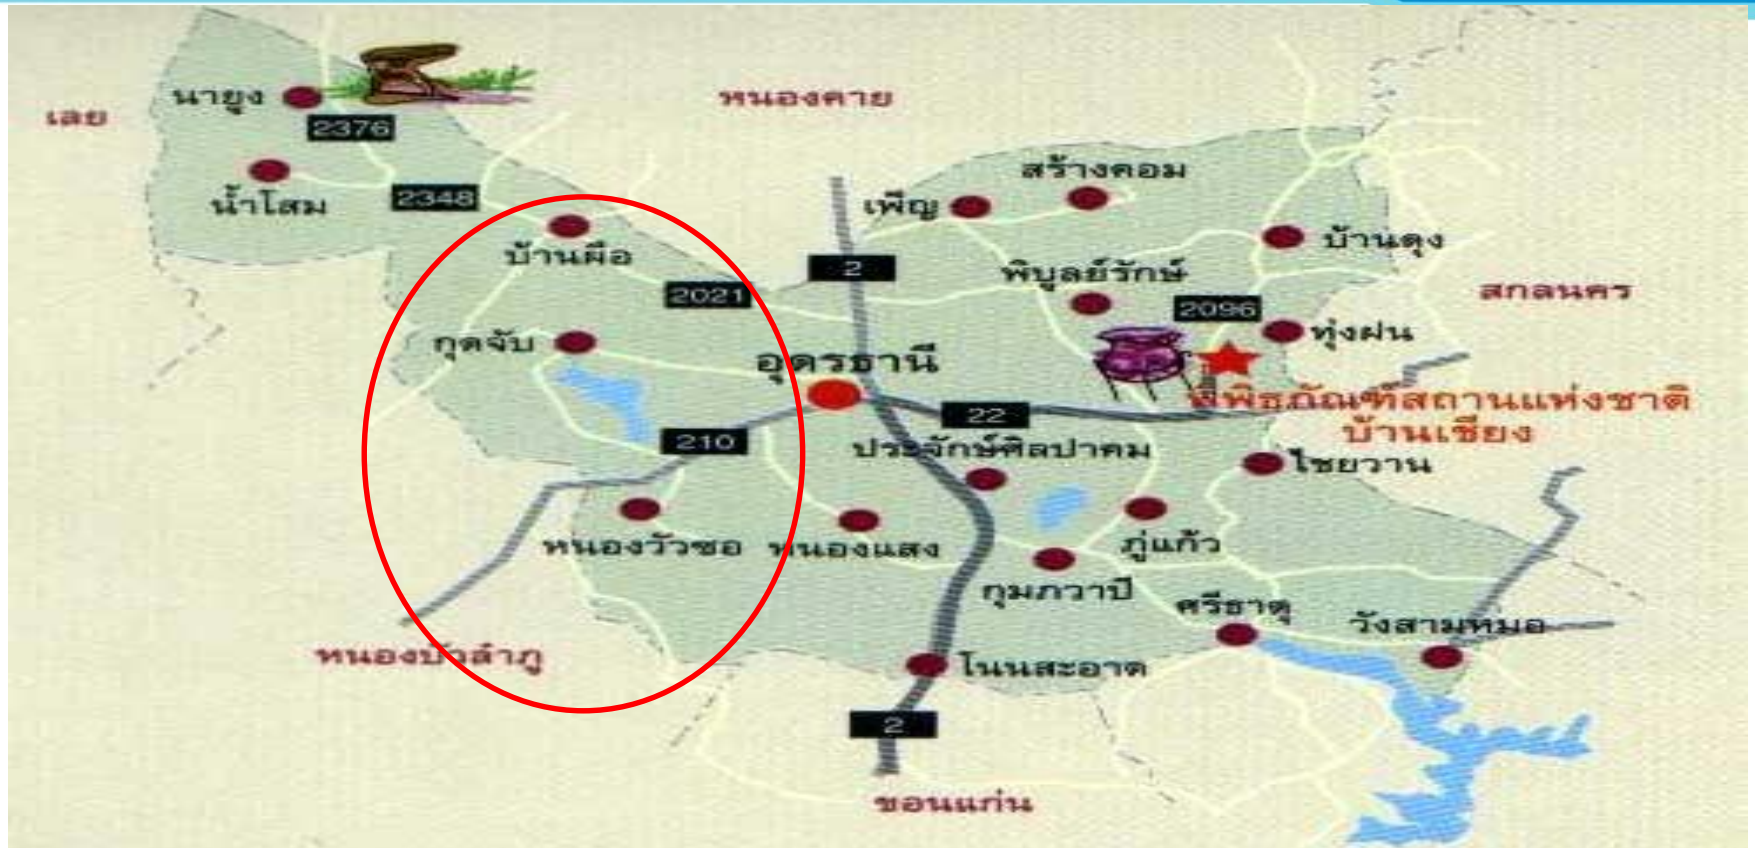 นายูง
เลย
หนองคาย
2376
สร้างคอม
น้ำโสม
2348
เพ็ญ
บ้านผือ
บ้านดุง
2
พิบูลย์รักษ์
2021
สกลนคร
2096
กุดจับ
ทุ่งฝน
อุดรธานี
พิพิธภัณฑ์สถานแห่งชาติ
บ้านเชียง
22
210
ประจักษ์ศิลปาคม
ไชยวาน
หนองวัวซอ
หนองแสง
ภู่แก้ว
กุมภวาปี
ศรีธาตุ
วังสามหมอ
หนองบัวลำภู
โนนสะอาด
2
ขอนแก่น